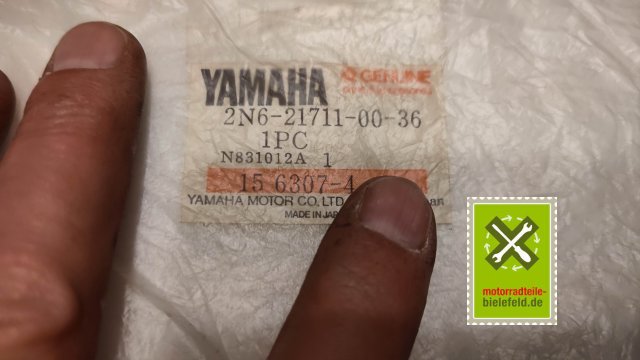 YAMAHA GENUINE
2N6-21711-00-36
1PC
N831012A 1
15 6307-4
YAMAHA MOTOR CO. LTD
MADE IN JAP
motorradteile-
bielefeld.de